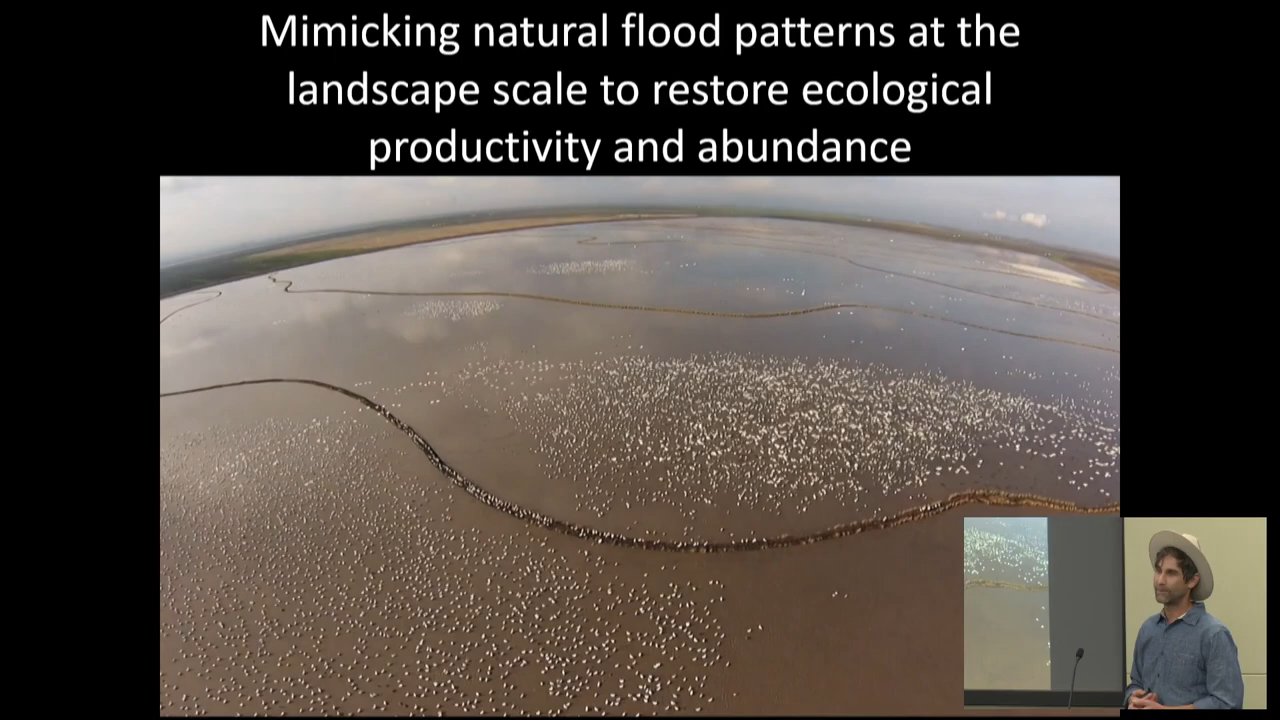 Mimicking natural flood patterns at the
landscape scale to restore ecological
productivity and abundance